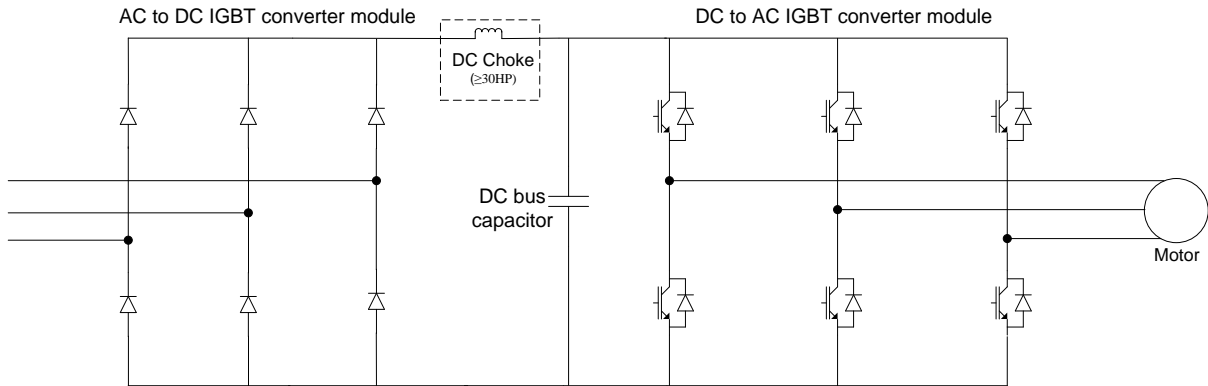 AC to DC IGBT converter module
DC to AC IGBT converter module
DC Choke
(≥30HP)
DC bus
capacitor
Motor